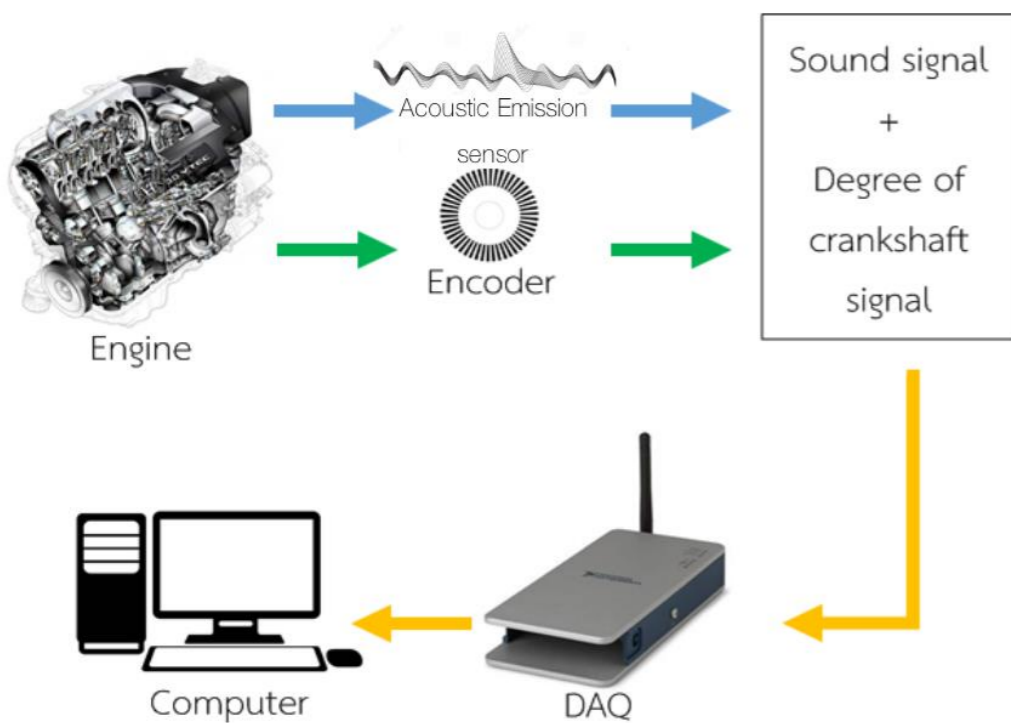 Acoustic Emission
sensor
Encoder
Engine
Sound signal
+
Degree of
crankshaft
signal
Computer
DAQ